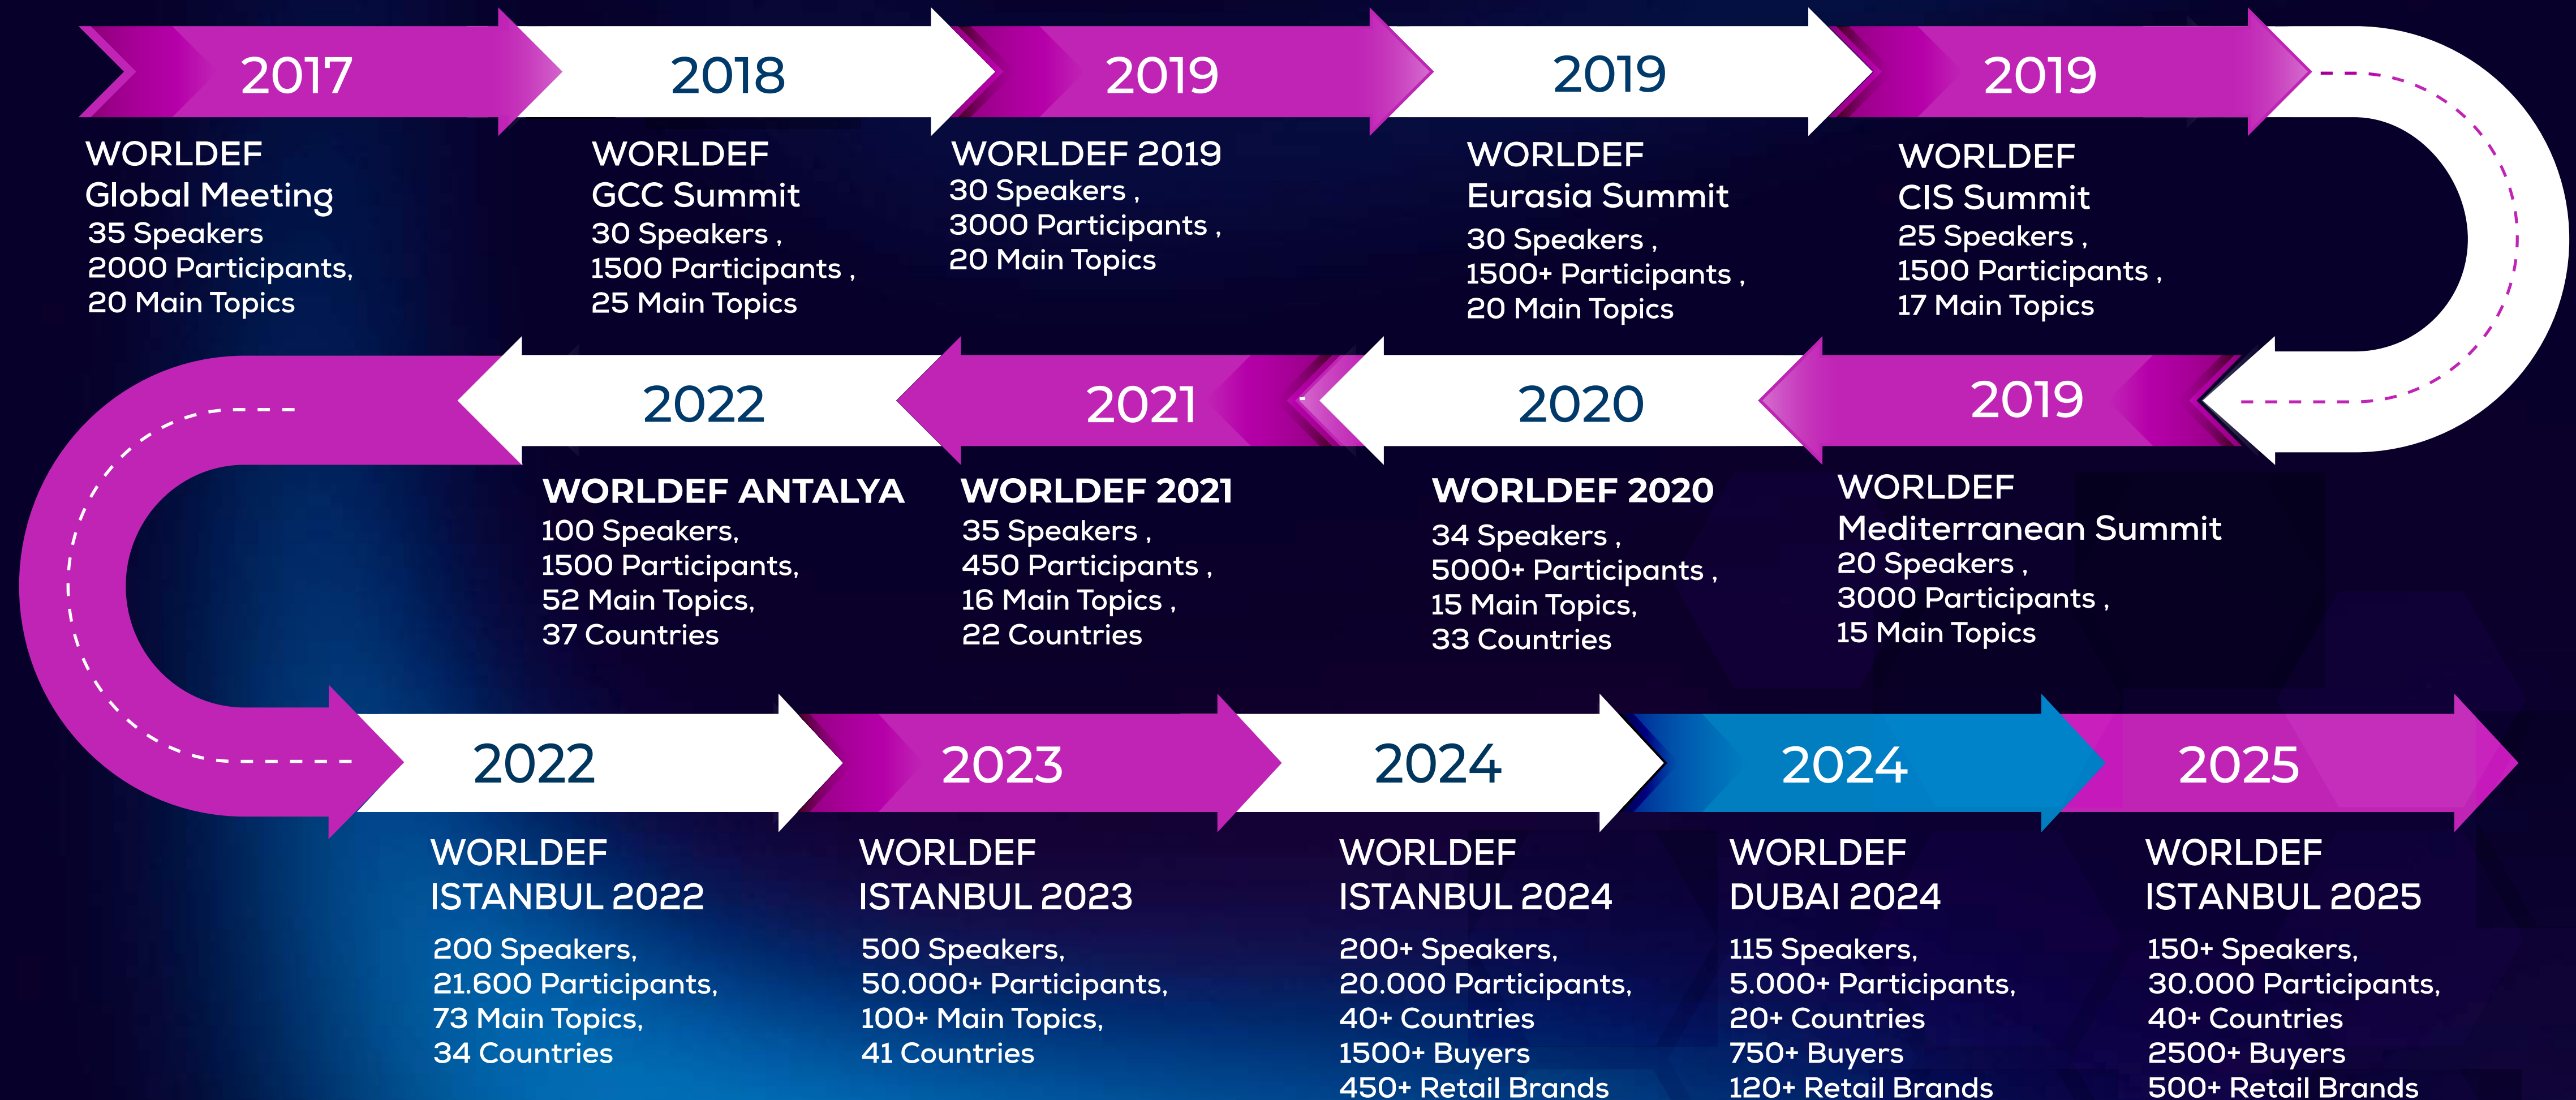 2017
WORLDEF
Global Meeting
35 Speakers
2000 Participants,
20 Main Topics
2018
WORLDEF
GCC Summit
30 Speakers ,
1500 Participants ,
25 Main Topics
2019
WORLDEF 2019
30 Speakers ,
3000 Participants ,
20 Main Topics
2019
WORLDEF
Eurasia Summit
30 Speakers ,
1500+ Participants ,
20 Main Topics
2019
WORLDEF
CIS Summit
25 Speakers ,
1500 Participants ,
17 Main Topics
2019
WORLDEF
Mediterranean Summit
20 Speakers ,
3000 Participants ,
15 Main Topics
2020
WORLDEF 2020
34 Speakers ,
5000+ Participants ,
15 Main Topics,
33 Countries
2021
WORLDEF 2021
35 Speakers ,
450 Participants ,
16 Main Topics ,
22 Countries
2022
WORLDEF ANTALYA
100 Speakers,
1500 Participants,
52 Main Topics,
37 Countries
2022
WORLDEF
ISTANBUL 2022
200 Speakers,
21.600 Participants,
73 Main Topics,
34 Countries
2023
WORLDEF
ISTANBUL 2023
500 Speakers,
50.000+ Participants,
100+ Main Topics,
41 Countries
2024
WORLDEF
ISTANBUL 2024
200+ Speakers,
20.000 Participants,
40+ Countries
1500+ Buyers
450+ Retail Brands
2024
WORLDEF
DUBAI 2024
115 Speakers,
5.000+ Participants,
20+ Countries
750+ Buyers
120+ Retail Brands
2025
WORLDEF
ISTANBUL 2025
150+ Speakers,
30.000 Participants,
40+ Countries
2500+ Buyers
500+ Retail Brands